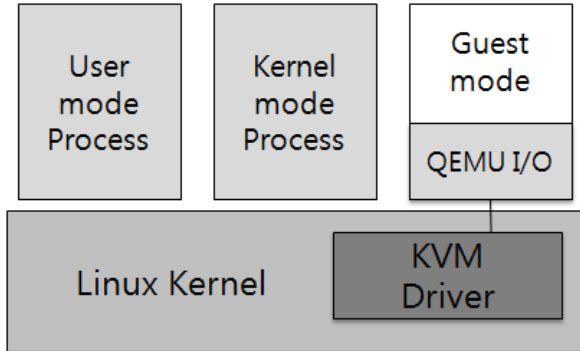 User
mode
Process
Kernel
mode
Process
Guest
mode
QEMU I/O
Linux Kernel
KVM
Driver